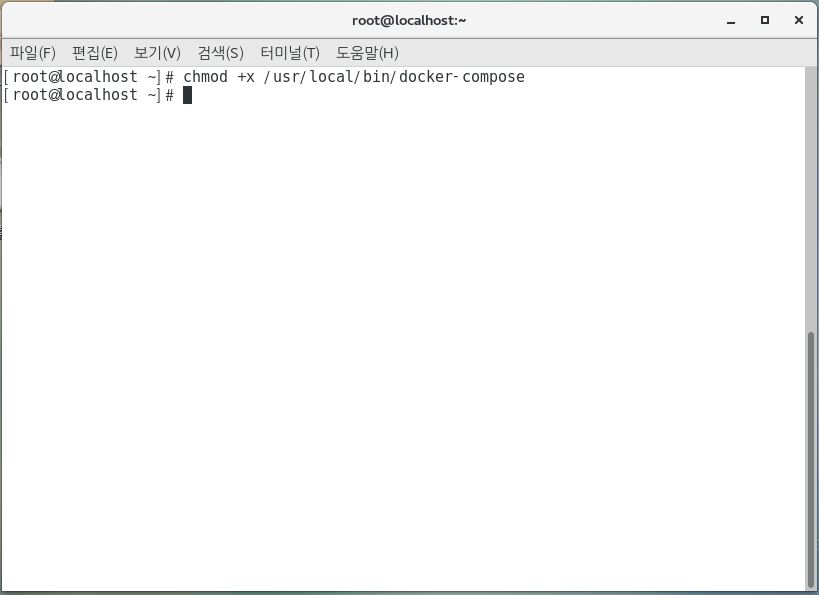 root@localhost:~
파일(F) 편집(E) 보기(V) 검색(S) 터미널(T) 도움말(H)
[root@localhost ~]# chmod +x /usr/local/bin/docker-compose
[root@localhost ~]#